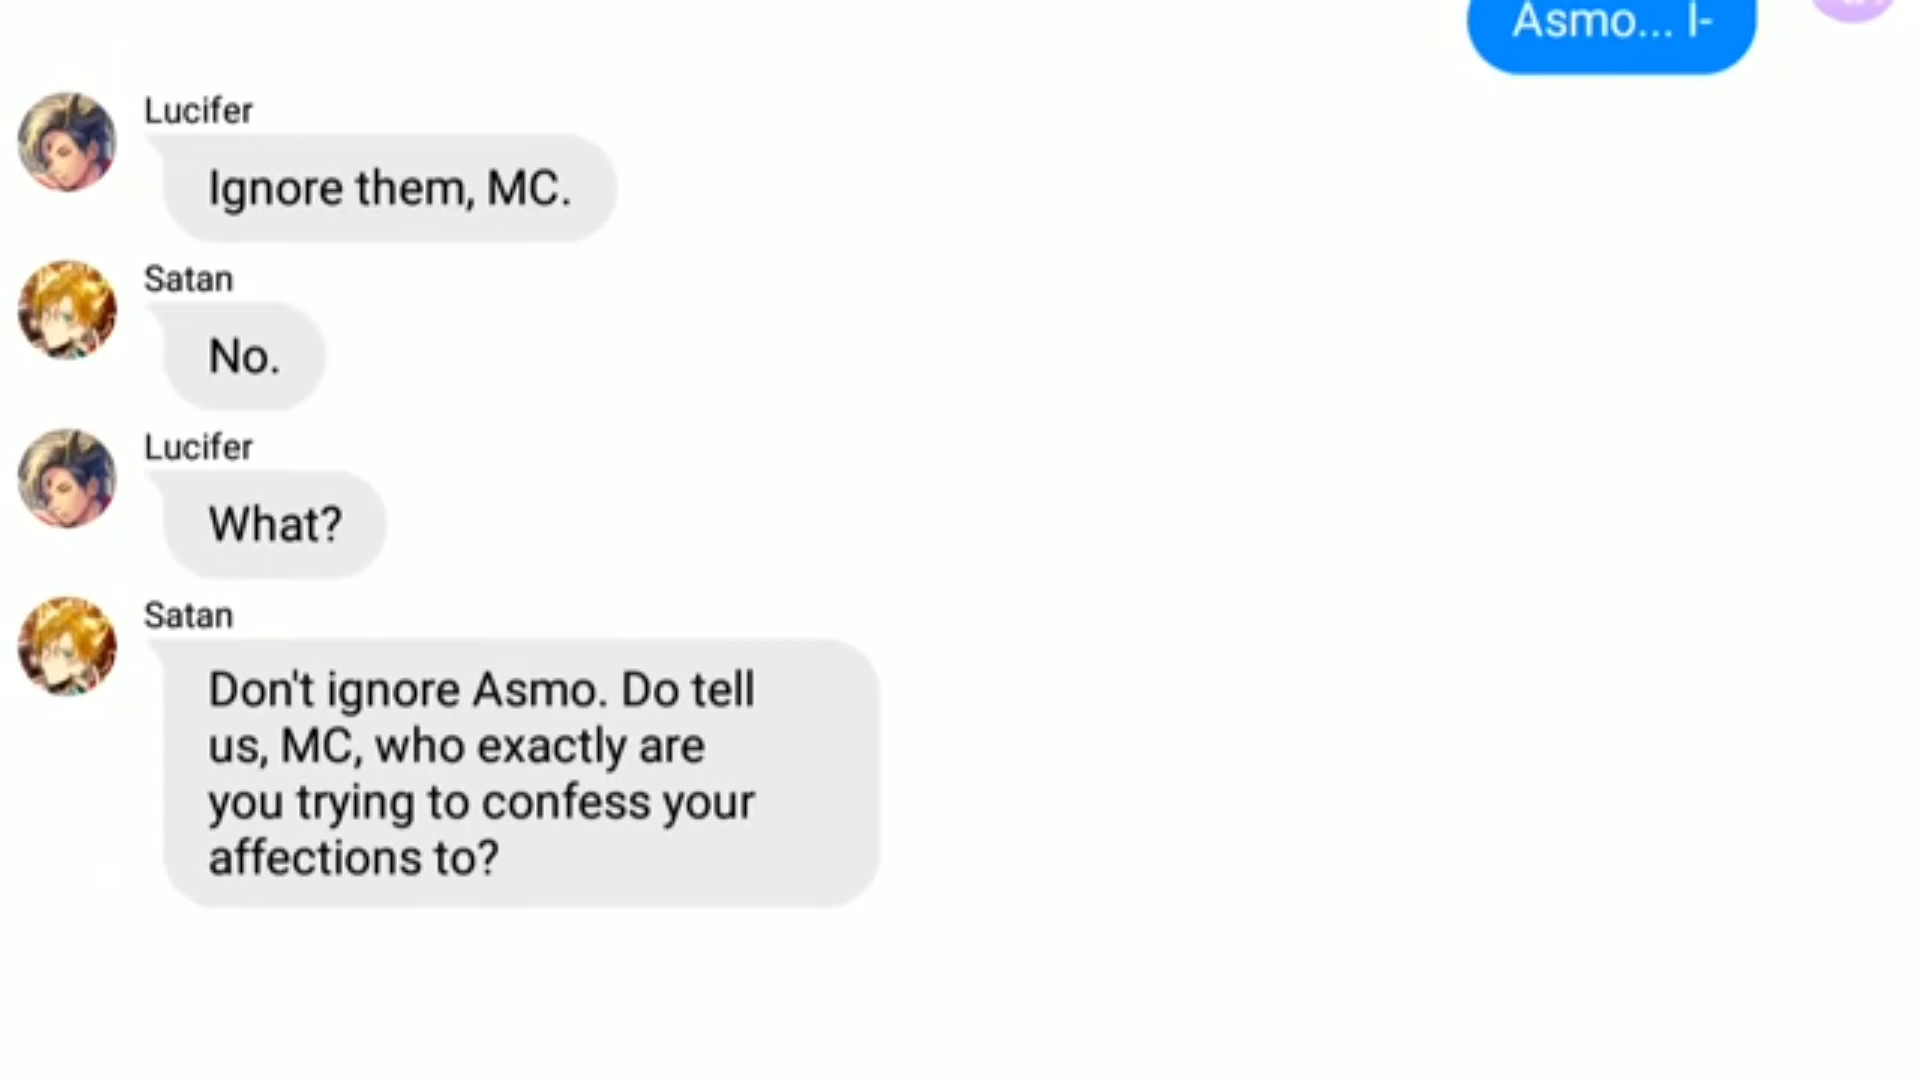 Asmo... I-
Lucifer
Ignore them, MC.
Satan
No.
Lucifer
What?
Satan
Don't ignore Asmo. Do tell
us, MC, who exactly are
you trying to confess your
affections to?